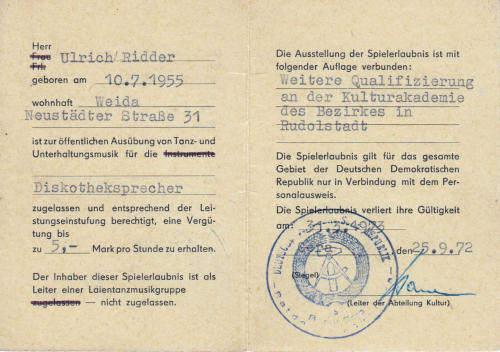 Herr
Frau
Frl.
Ulrich/Ridder
geboren am 10.7.1955
wohnhaft Weida
Neustädter Straße 31
ist zur öffentlichen Ausübung von Tanz- und
Unterhaltungsmusik für die Instrumente
Diskotheksprecher
zugelassen und entsprechend der Lei-
stungseinstufung berechtigt, eine Vergü-
tung bis
zu 5,- Mark pro Stunde zu erhalten.
Der Inhaber dieser Spielerlaubnis ist als
Leiter einer Laientanzmusikgruppe
zugelassen — nicht zugelassen.
Die Ausstellung der Spielerlaubnis ist mit
folgender Auflage verbunden:
Weitere Qualifizierung
an der Kulturakademie
des Bezirkes in
Rudolstadt
Die Spielerlaubnis gilt für das gesamte
Gebiet der Deutschen Demokratischen
Republik nur in Verbindung mit dem Per-
sonalausweis.
Die Spielerlaubnis verliert ihre Gültigkeit
am:
, den 25.9.72
(Siegel)
(Leiter der Abteilung Kultur)